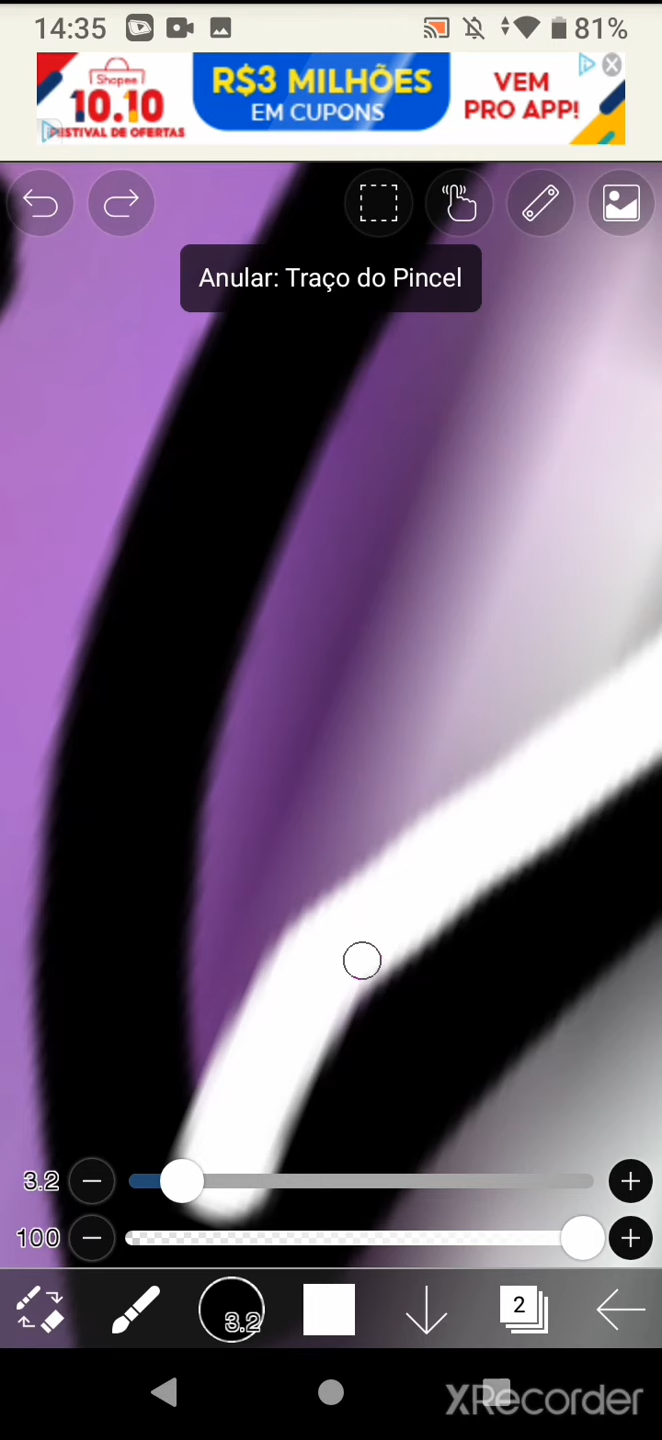 14:35
81%
Shopee
10.10
FESTIVAL DE OFERTAS
R$3 MILHÕES
EM CUPONS
VEM
PRO APP!
Anular: Traço do Pincel
3.2
100
3.2
2
XRecorder